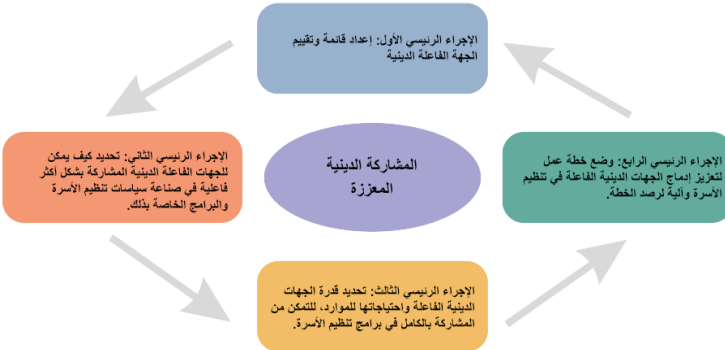 الإجراء الرئيسي الأول: إعداد قائمة وتقييم
الجهة الفاعلة الدينية
الإجراء الرئيسي الثاني: تحديد كيف يمكن
للجهات الفاعلة الدينية المشاركة بشكل أكثر
فاعلية في صناعة سياسات تنظيم الأسرة
والبرامج الخاصة بذلك.
المشاركة الدينية
المعززة
الإجراء الرئيسي الرابع: وضع خطة عمل
لتعزيز إدماج الجهات الدينية الفاعلة في تنظيم
الأسرة وآلية لرصد الخطة.
الإجراء الرئيسي الثالث: تحديد قدرة الجهات
الدينية الفاعلة واحتياجاتها للموارد، للتمكن من
المشاركة بالكامل في برامج تنظيم الأسرة.